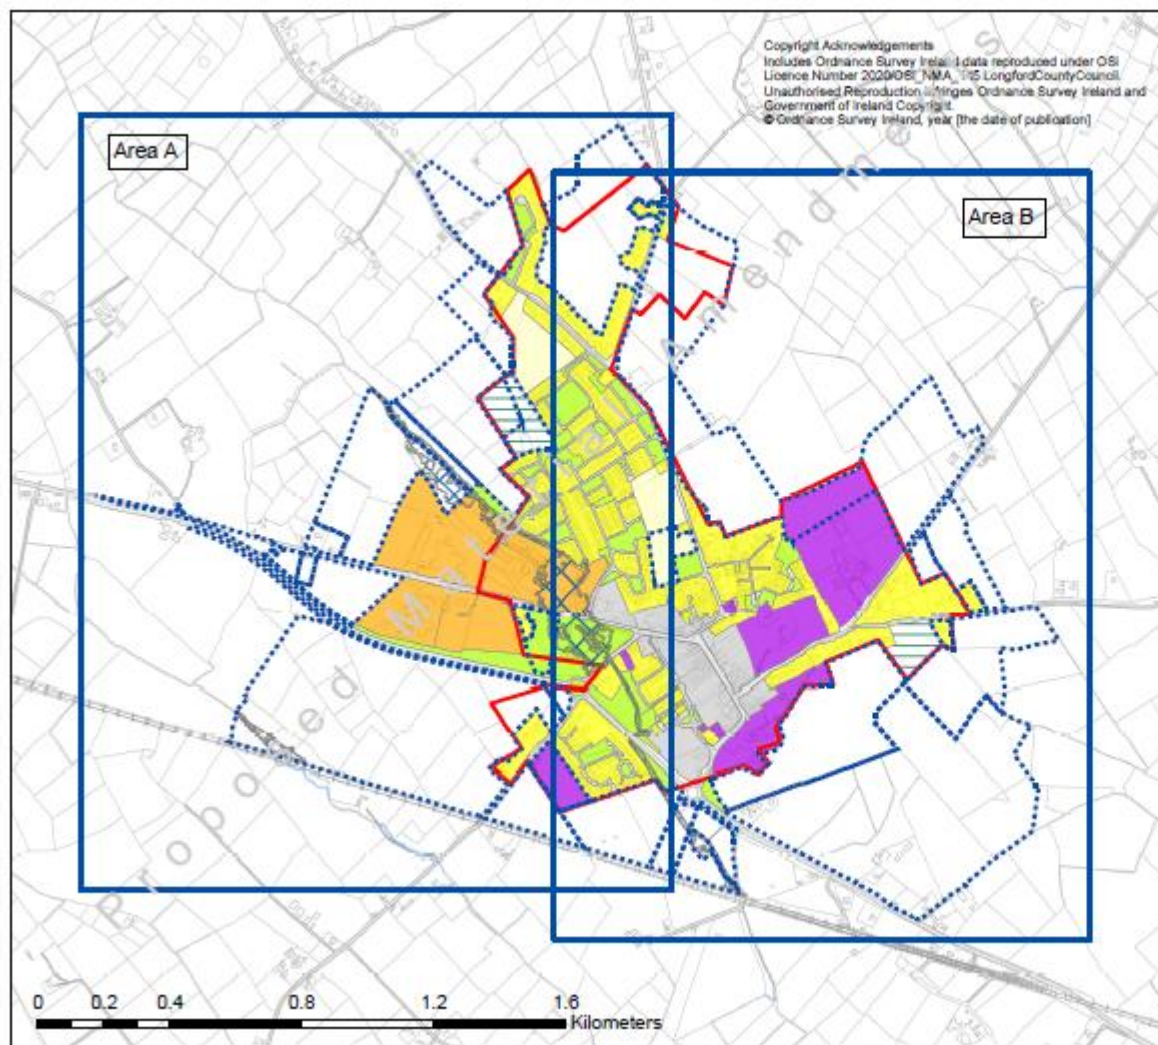 Copyright Acknowledgements
Includes Ordnance Survey Ireland data reproduced under OSi
Licence Number 2020/OSi_NMA_ LongfordCountyCouncil.
Unauthorised Reproduction infringes Ordnance Survey Ireland and
Government of Ireland Copyright.
© Ordnance Survey Ireland, year [the date of publication]
Area A
Area B
Proposed Amendments
0 0.2 0.4 0.8 1.2 1.6
Kilometers